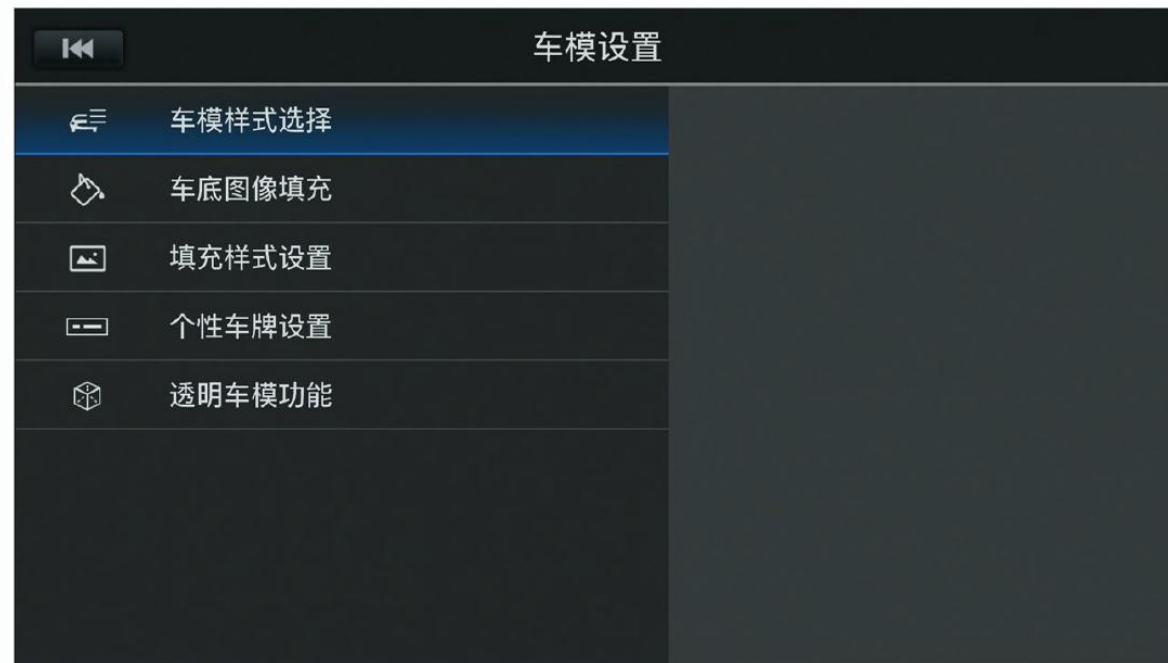 车模设置
车模样式选择
车底图像填充
填充样式设置
个性车牌设置
透明车模功能